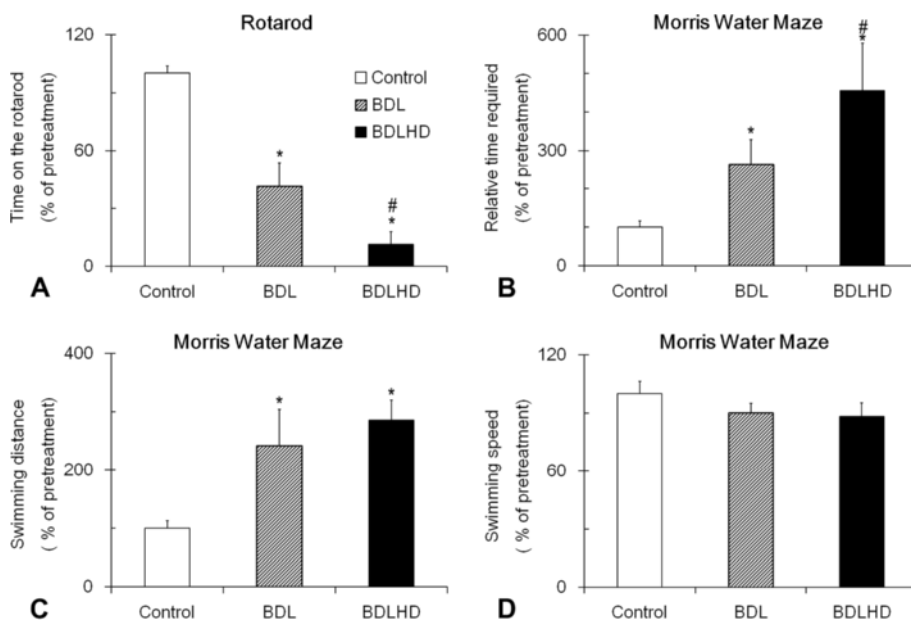 Rotarod
120
60
0
Time on the rotarod
(% of pretreatment)
Control
BDL
BDLHD
*
#
*
A
Control
BDL
BDLHD
Morris Water Maze
600
300
0
Relative time required
(% of pretreatment)
*
#
*
B
Control
BDL
BDLHD
Morris Water Maze
400
200
0
Swimming distance
( % of pretreatment)
*
*
C
Control
BDL
BDLHD
Morris Water Maze
120
60
0
Swimming speed
( % of pretreatment)
D
Control
BDL
BDLHD